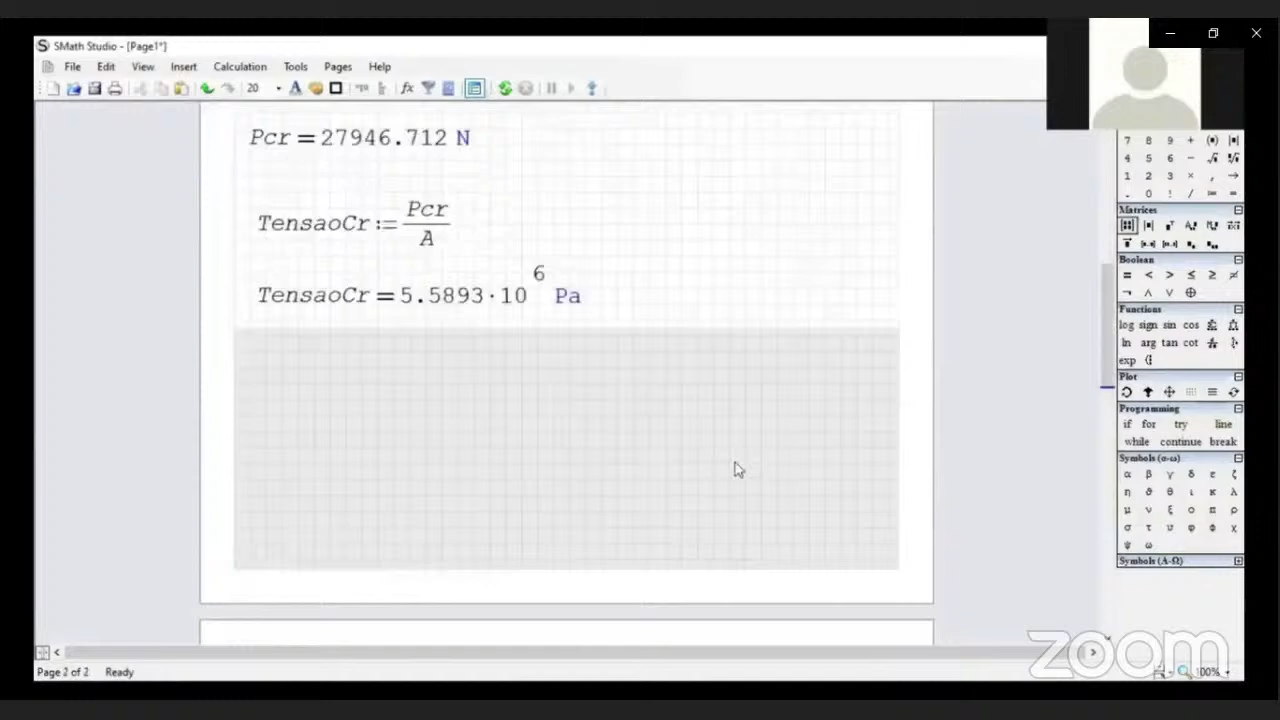 SMath Studio - [Page1*]
File Edit View Insert Calculation Tools Pages Help
20
Pcr = 27946.712 N
TensaoCr := Pcr / A
TensaoCr = 5.5893·10^6 Pa
7 8 9 +
4 5 6 −
1 2 3 × , →
. 0 ! /
Matrices
Boolean
= < > ≤ ≥ ≠
¬ ∧ ∨ ⊕
Functions
log sign sin cos
ln arg tan cot
exp
Plot
Programming
if for try line
while continue break
Symbols (α-ω)
α β γ δ ε ζ
η ϑ θ ι κ λ
μ ν ξ ο π ρ
σ τ υ φ Φ χ
ψ ω
Symbols (Α-Ω)
zoom
Page 2 of 2 Ready
100%